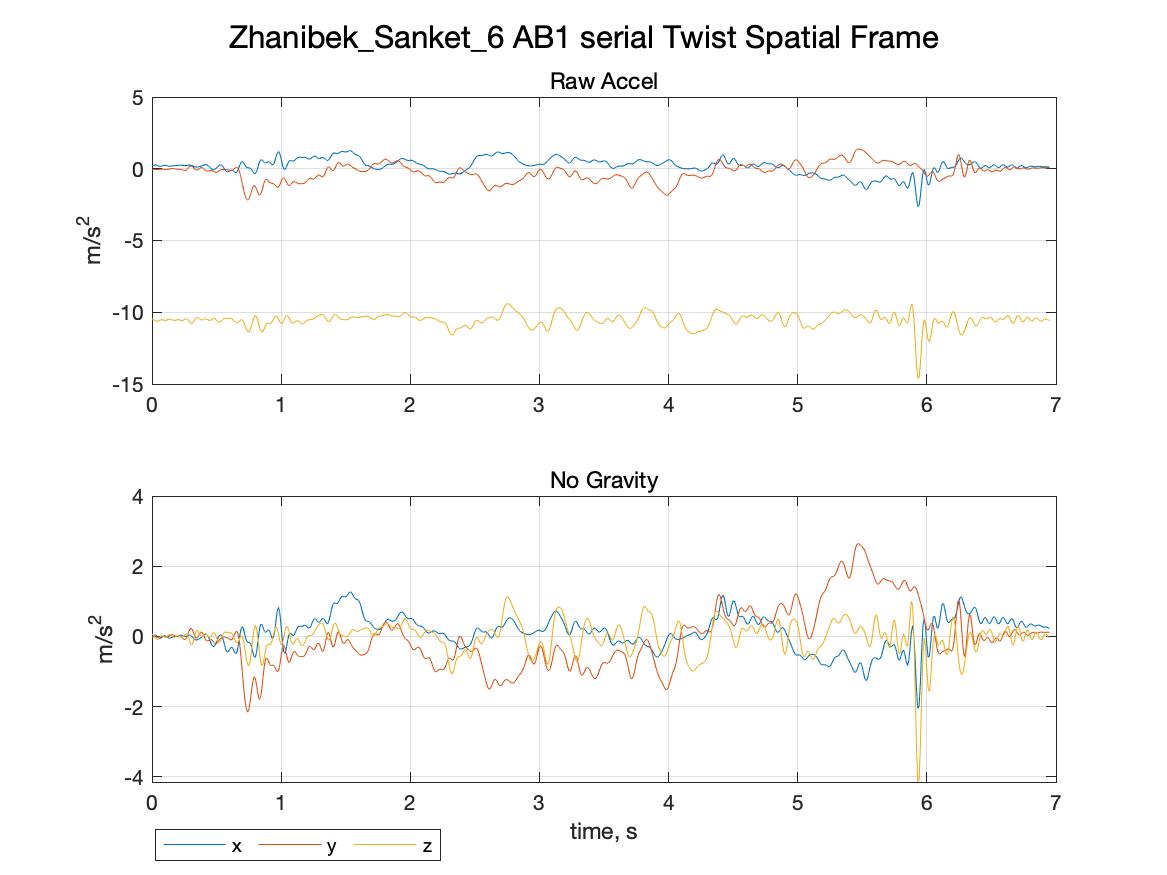 Zhanibek_Sanket_6 AB1 serial Twist Spatial Frame
Raw Accel
5
0
-5
-10
-15
m/s²
0 1 2 3 4 5 6 7
No Gravity
4
2
0
-2
-4
m/s²
0 1 2 3 4 5 6 7
time, s
x y z